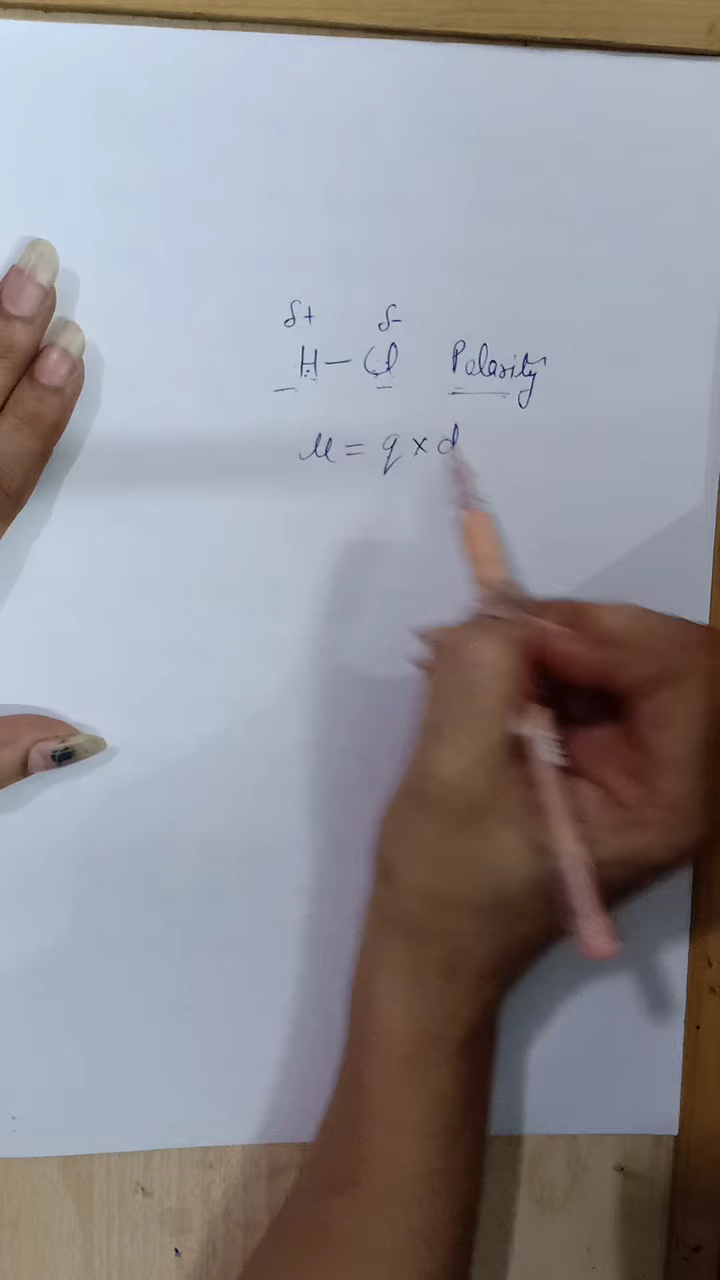 δ+ δ-
H - Cl Polarity
μ = q × d